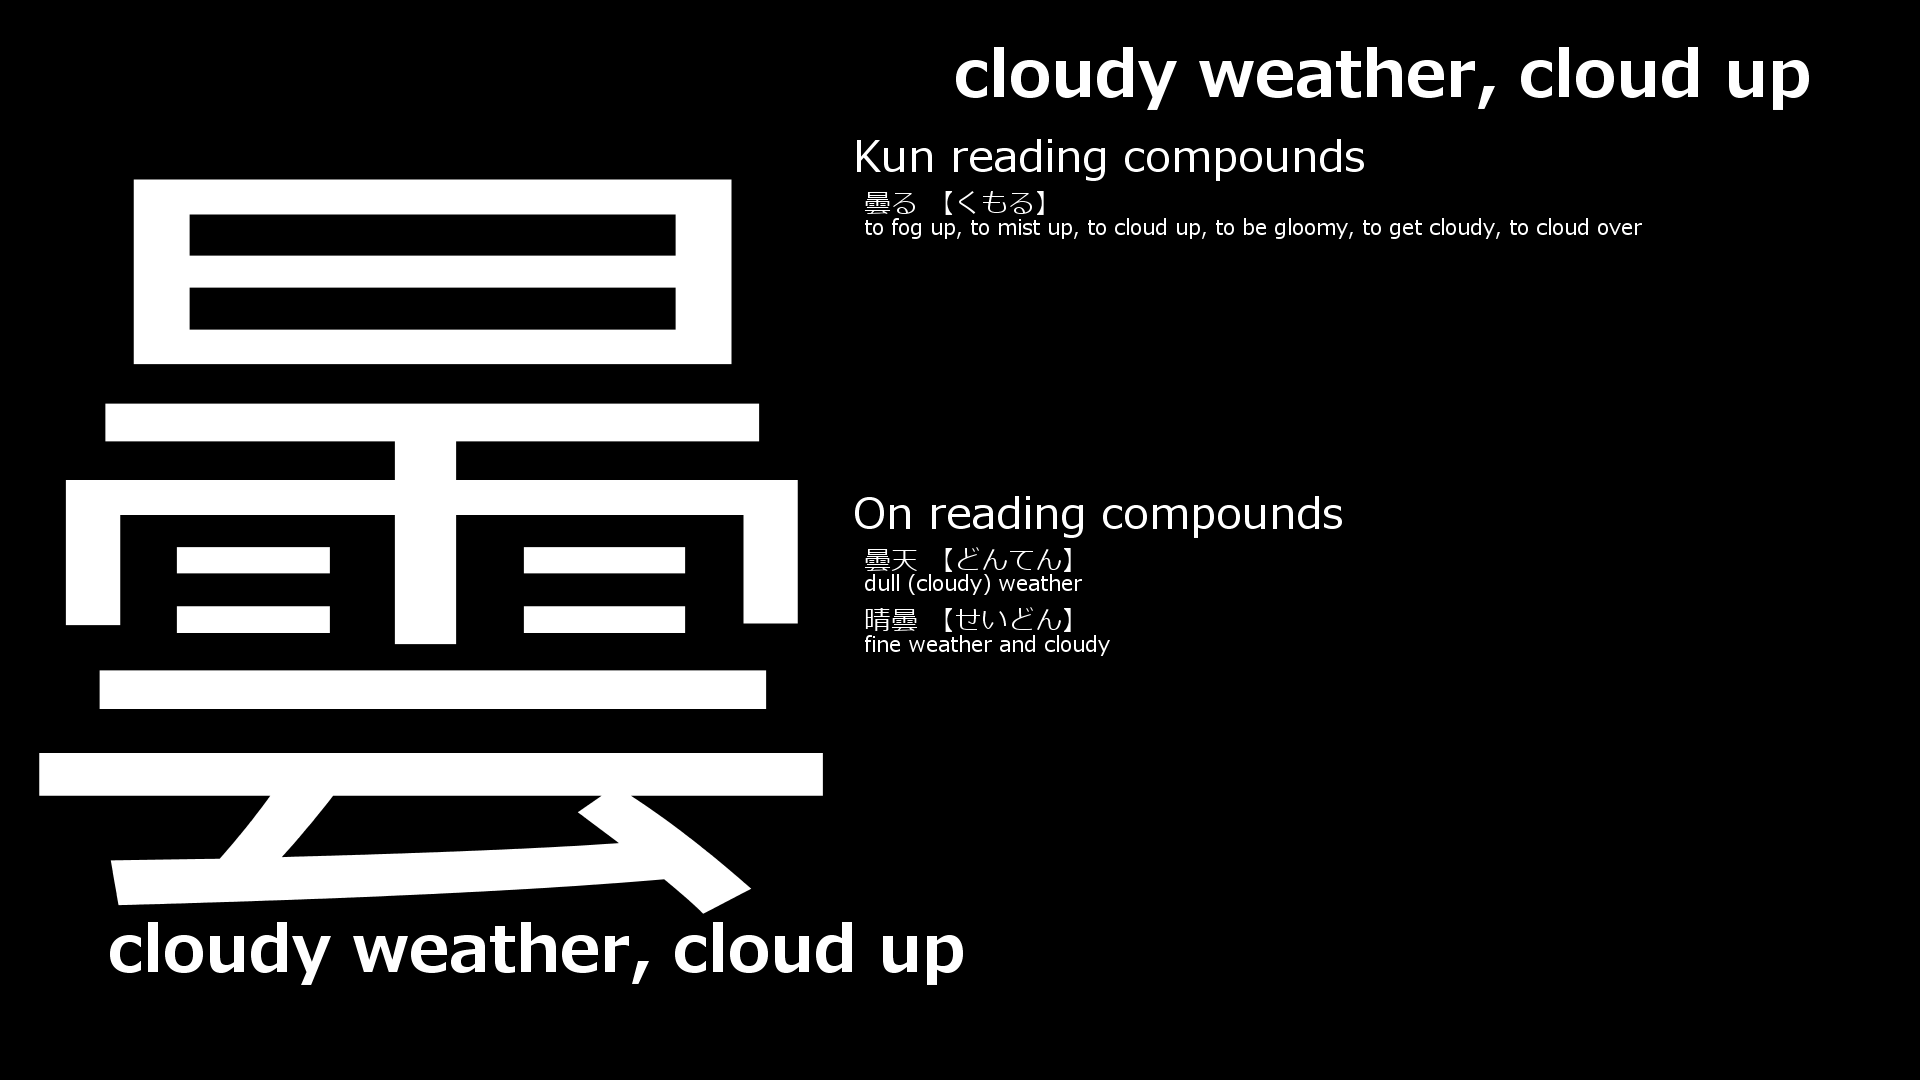 cloudy weather, cloud up
曇
Kun reading compounds
曇る 【くもる】
to fog up, to mist up, to cloud up, to be gloomy, to get cloudy, to cloud over
On reading compounds
曇天 【どんてん】
dull (cloudy) weather
晴曇 【せいどん】
fine weather and cloudy
cloudy weather, cloud up